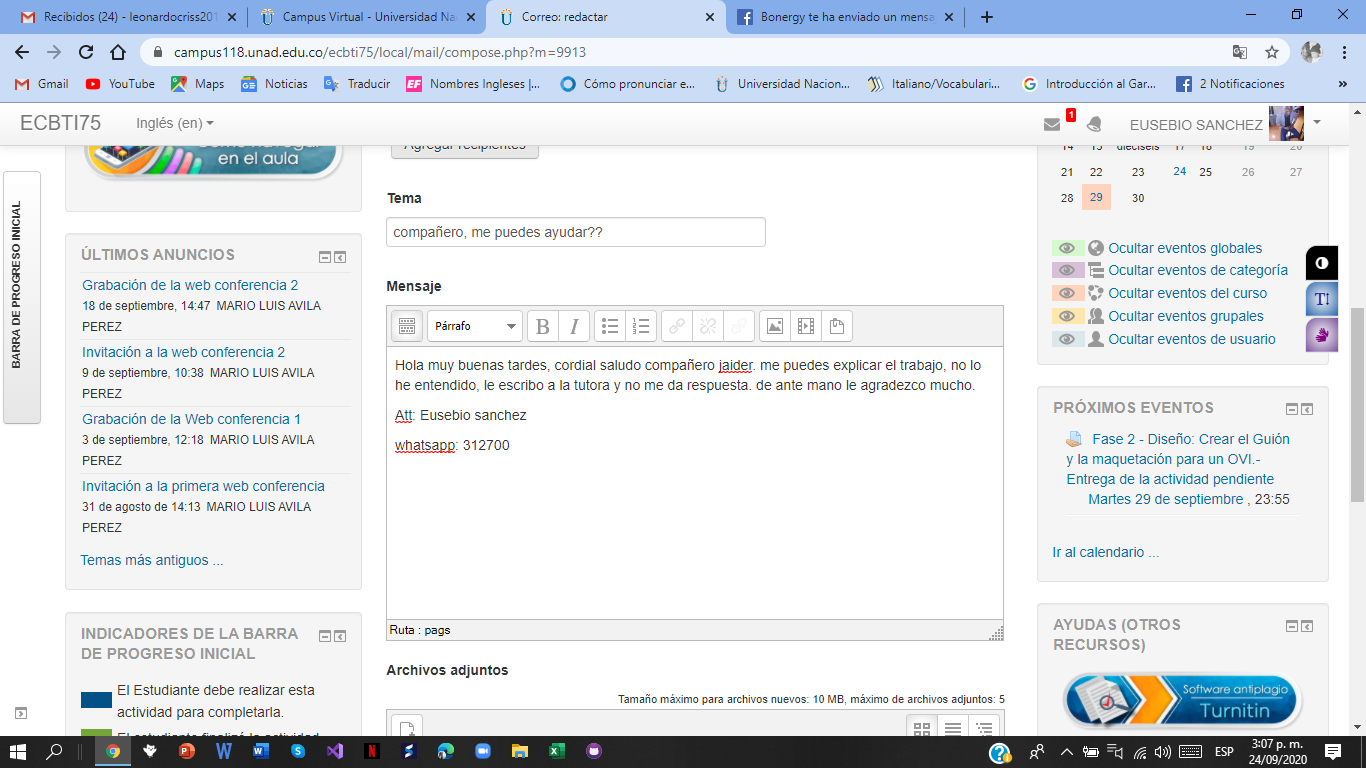 Recibidos (24) - leonardocriss201
Campus Virtual - Universidad Na
Correo: redactar
Bonergy te ha enviado un mensa
campus118.unad.edu.co/ecbti75/local/mail/compose.php?m=9913
Gmail
YouTube
Maps
Noticias
Traducir
EF
Nombres Ingleses |...
Cómo pronunciar e...
Universidad Nacion...
Italiano/Vocabulari...
Introducción al Gar...
2 Notificaciones
»
ECBTI75
Inglés (en)
1
EUSEBIO SANCHEZ
en el aula
BARRA DE PROGRESO INICIAL
ÚLTIMOS ANUNCIOS
Grabación de la web conferencia 2
18 de septiembre, 14:47 MARIO LUIS AVILA
PEREZ
Invitación a la web conferencia 2
9 de septiembre, 10:38 MARIO LUIS AVILA
PEREZ
Grabación de la Web conferencia 1
3 de septiembre, 12:18 MARIO LUIS AVILA
PEREZ
Invitación a la primera web conferencia
31 de agosto de 14:13 MARIO LUIS AVILA
PEREZ
Temas más antiguos ...
INDICADORES DE LA BARRA
DE PROGRESO INICIAL
El Estudiante debe realizar esta
actividad para completarla.
Agregar recipientes
Tema
compañero, me puedes ayudar??
Mensaje
Párrafo
B
I
Hola muy buenas tardes, cordial saludo compañero jaider. me puedes explicar el trabajo, no lo
he entendido, le escribo a la tutora y no me da respuesta. de ante mano le agradezco mucho.
Att: Eusebio sanchez
whatsapp: 312700
Ruta : pags
Archivos adjuntos
Tamaño máximo para archivos nuevos: 10 MB, máximo de archivos adjuntos: 5
14 15 dieciséis 17 18 19 20
21 22 23 24 25 26 27
28 29 30
Ocultar eventos globales
Ocultar eventos de categoría
Ocultar eventos del curso
Ocultar eventos grupales
Ocultar eventos de usuario
T
PRÓXIMOS EVENTOS
Fase 2 - Diseño: Crear el Guión
y la maquetación para un OVI.-
Entrega de la actividad pendiente
Martes 29 de septiembre , 23:55
Ir al calendario ...
AYUDAS (OTROS
RECURSOS)
Software antiplagio
Turnitin
ESP
3:07 p. m.
24/09/2020